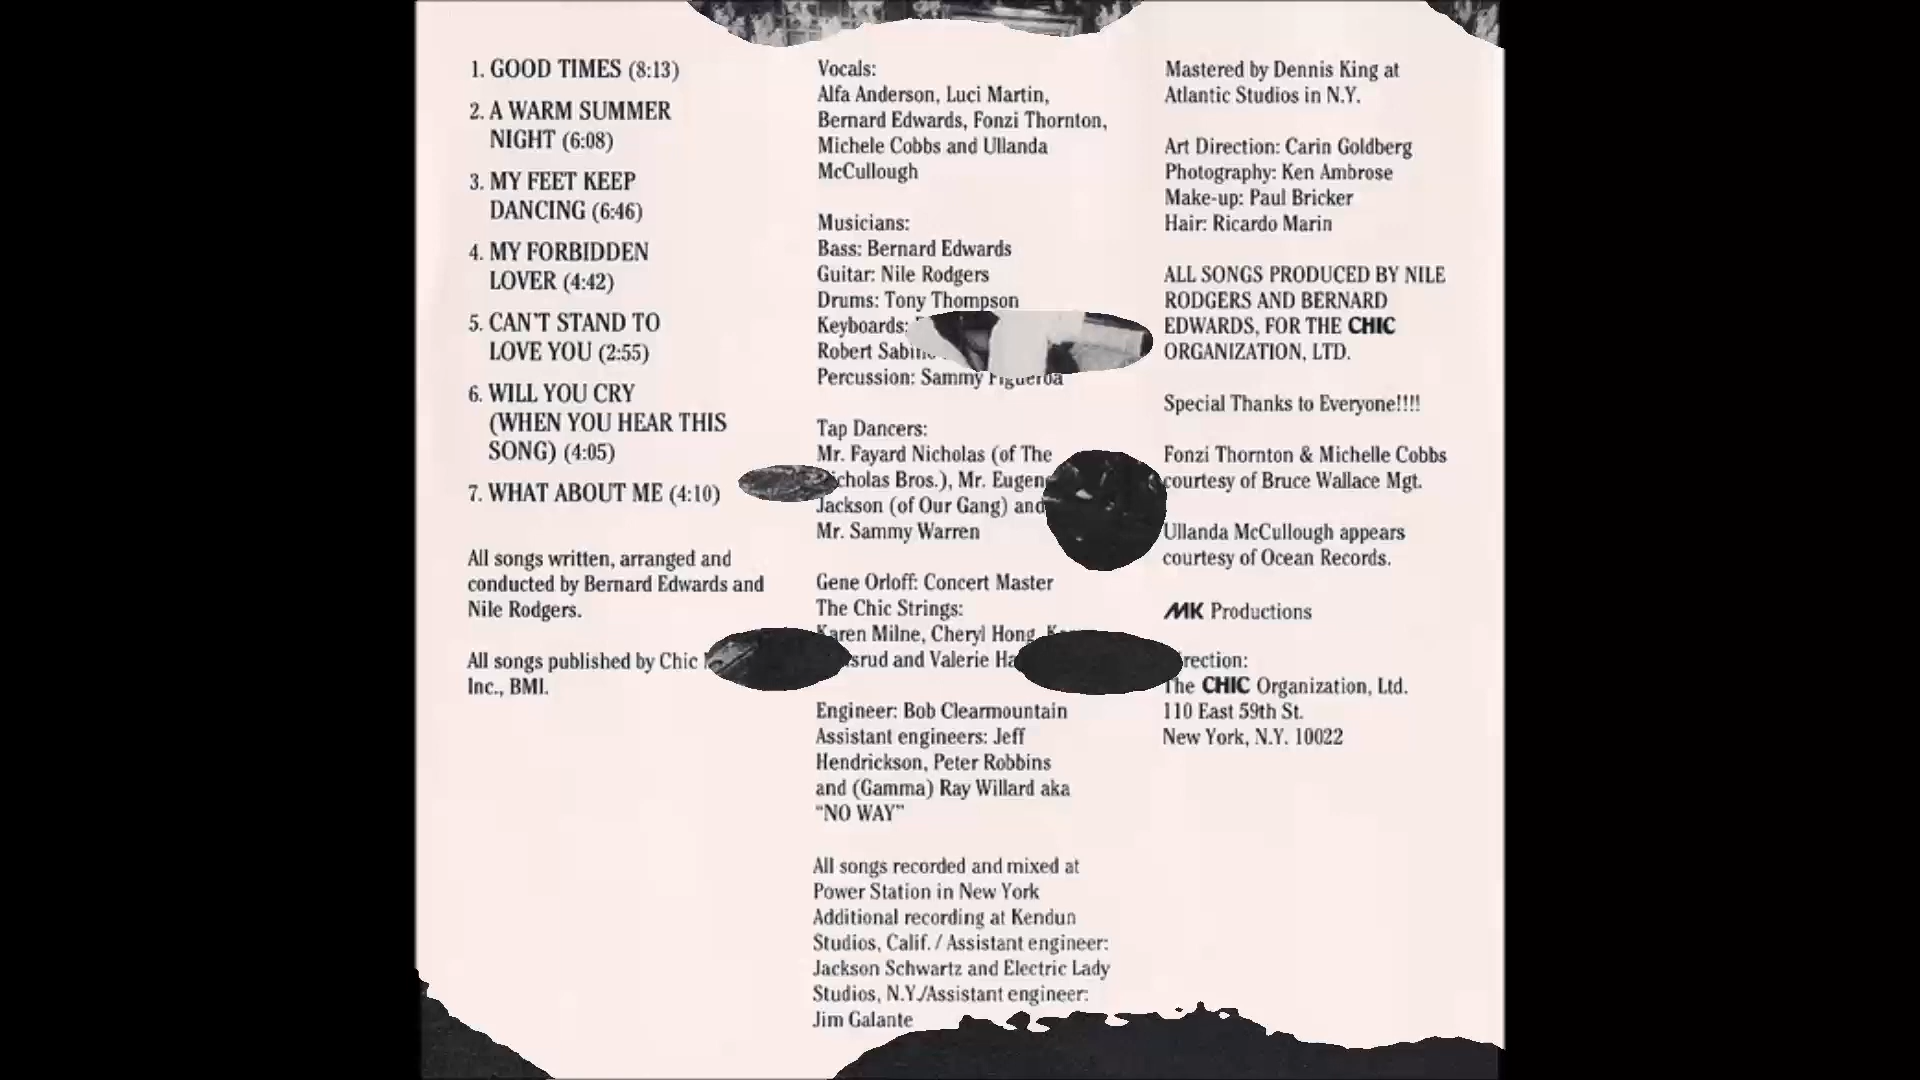 1. GOOD TIMES (8:13)
2. A WARM SUMMER
NIGHT (6:08)
3. MY FEET KEEP
DANCING (6:46)
4. MY FORBIDDEN
LOVER (4:42)
5. CAN'T STAND TO
LOVE YOU (2:55)
6. WILL YOU CRY
(WHEN YOU HEAR THIS
SONG) (4:05)
7. WHAT ABOUT ME (4:10)
All songs written, arranged and
conducted by Bernard Edwards and
Nile Rodgers.
All songs published by Chic
Inc., BMI.
Vocals:
Alfa Anderson, Luci Martin,
Bernard Edwards, Fonzi Thornton,
Michele Cobbs and Ullanda
McCullough
Musicians:
Bass: Bernard Edwards
Guitar: Nile Rodgers
Drums: Tony Thompson
Keyboards:
Robert
Percussion: Sammy Figueroa
Tap Dancers:
Mr. Fayard Nicholas (of The
Bros.), Mr.
Jackson (of Our Gang) and
Mr. Sammy Warren
Gene Orloff: Concert Master
The Chic Strings:
Karen Milne, Cheryl Hong,
and Valerie
Engineer: Bob Clearmountain
Assistant engineers: Jeff
Hendrickson, Peter Robbins
and (Gamma) Ray Willard aka
"NO WAY"
All songs recorded and mixed at
Power Station in New York
Additional recording at Kendun
Studios, Calif. / Assistant engineer:
Jackson Schwartz and Electric Lady
Studios, N.Y./Assistant engineer:
Jim Galante
Mastered by Dennis King at
Atlantic Studios in N.Y.
Art Direction: Carin Goldberg
Photography: Ken Ambrose
Make-up: Paul Bricker
Hair: Ricardo Marin
ALL SONGS PRODUCED BY NILE
RODGERS AND BERNARD
EDWARDS, FOR THE CHIC
ORGANIZATION, LTD.
Special Thanks to Everyone!!!!
Fonzi Thornton & Michelle Cobbs
courtesy of Bruce Wallace Mgt.
Ullanda McCullough appears
courtesy of Ocean Records.
MK Productions
The CHIC Organization, Ltd.
110 East 59th St.
New York, N.Y. 10022